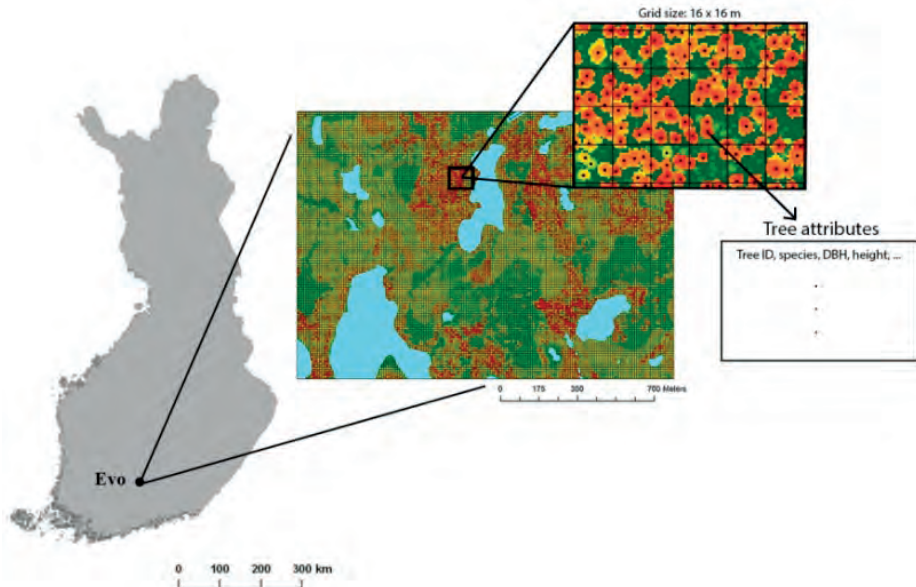 Grid size: 16 x 16 m
Tree attributes
Tree ID, species, DBH, height, ...
0 175 350 700 Meters
Evo
0 100 200 300 km